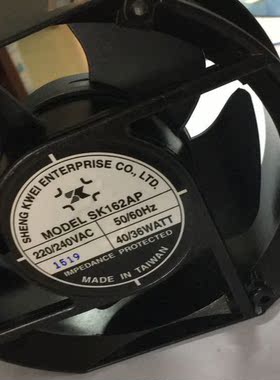 SHENG KWEI ENTERPRISE CO., LTD.
MODEL SK162AP
220/240VAC 50/60Hz
1519 40/36WATT
IMPEDANCE PROTECTED
MADE IN TAIWAN